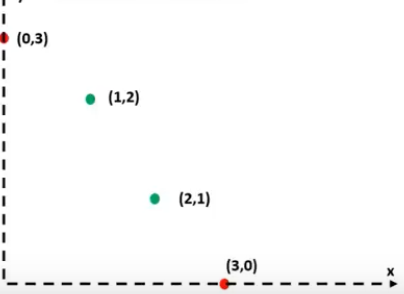 (0,3)
(1,2)
(2,1)
(3,0)
x